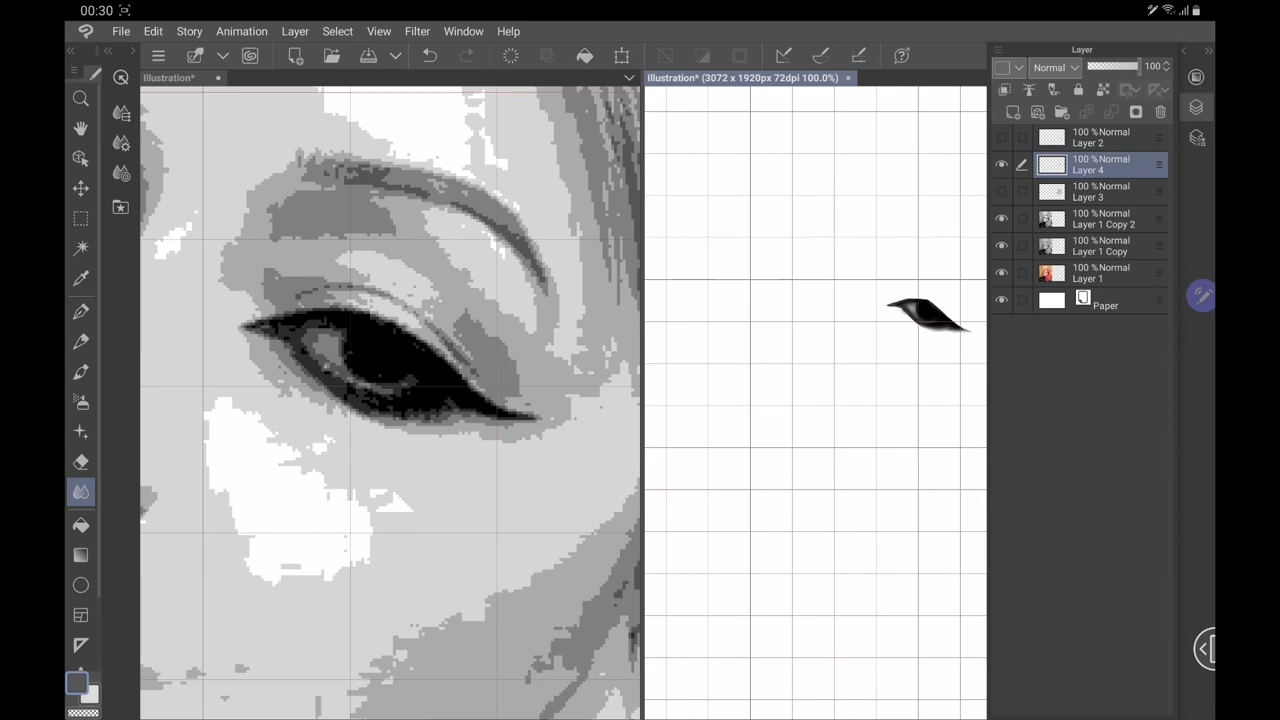 00:30
File Edit Story Animation Layer Select View Filter Window Help
Layer
Illustration*
Illustration* (3072 x 1920px 72dpi 100.0%)
Normal 100
100 %Normal
Layer 2
100 %Normal
Layer 4
100 %Normal
Layer 3
100 %Normal
Layer 1 Copy 2
100 %Normal
Layer 1 Copy
100 %Normal
Layer 1
Paper